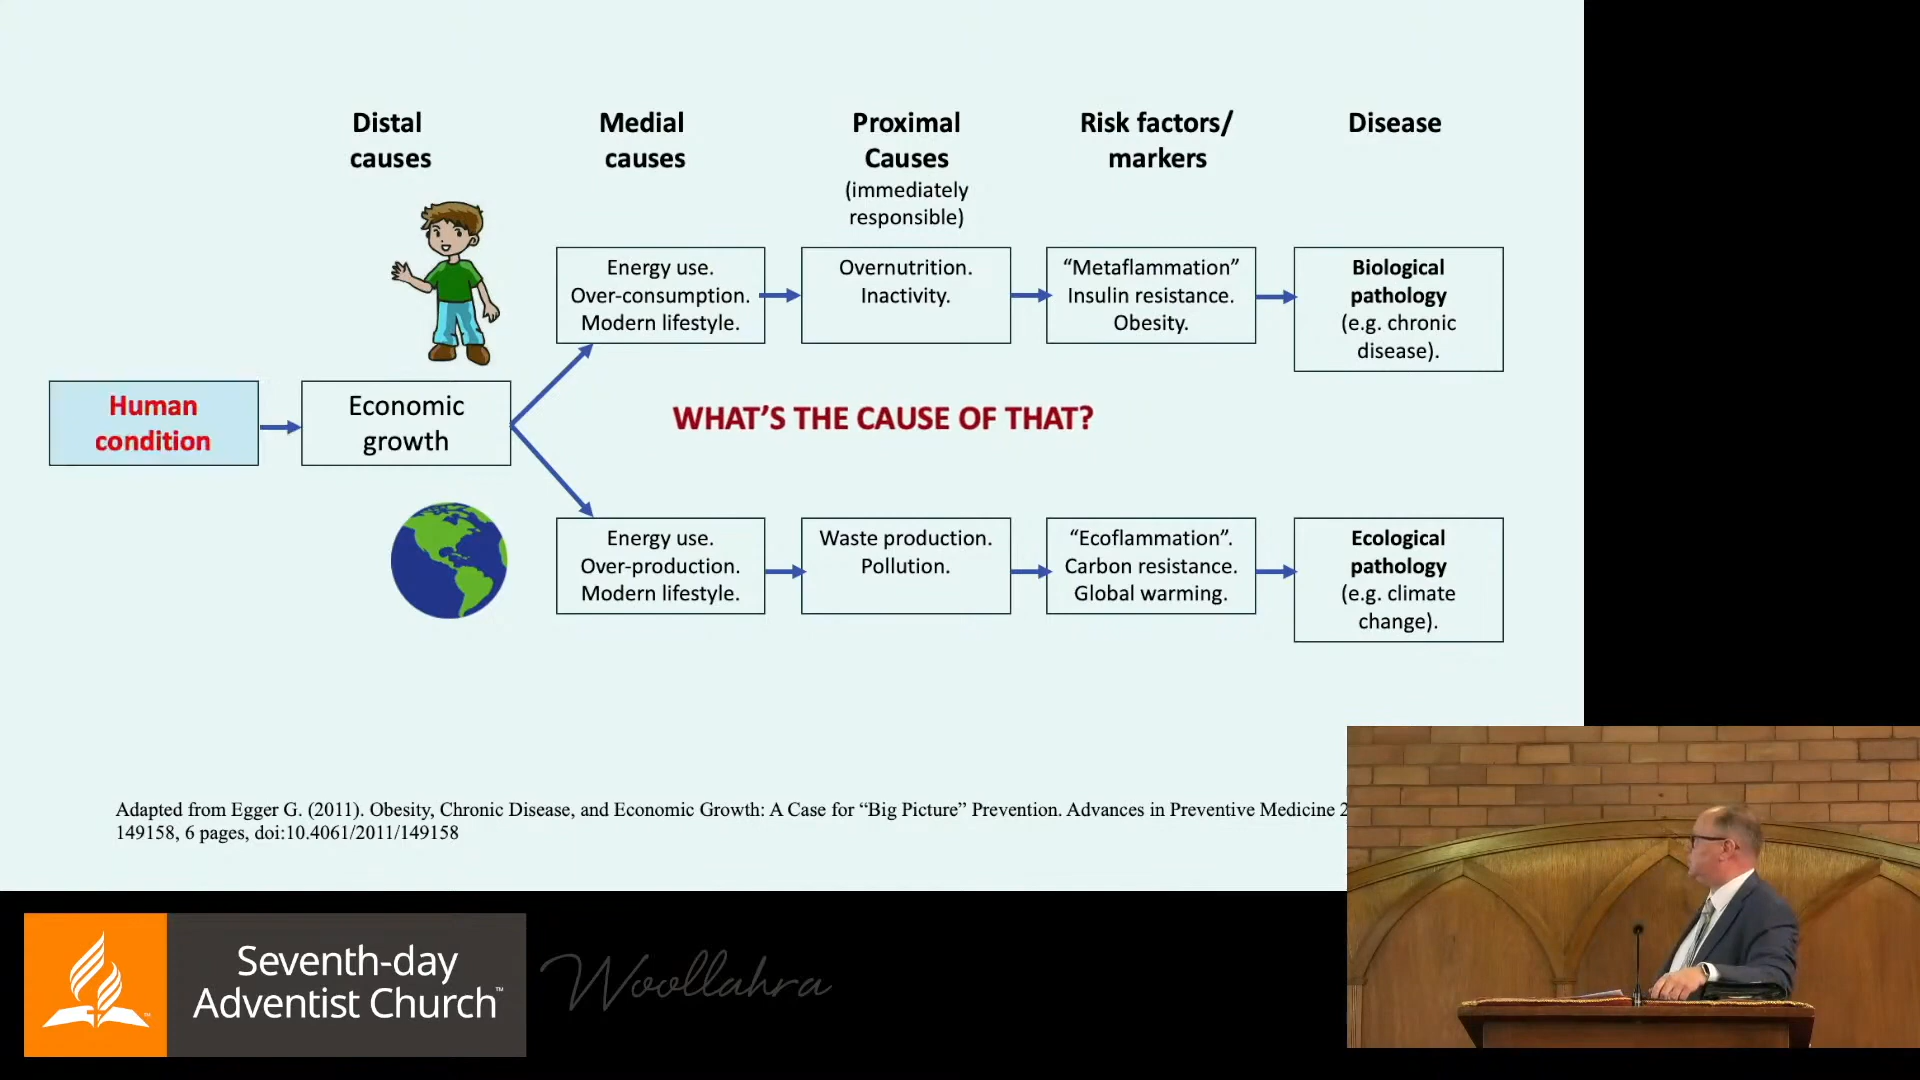 Distal
causes
Medial
causes
Proximal
Causes
(immediately
responsible)
Risk factors/
markers
Disease
Energy use.
Over-consumption.
Modern lifestyle.
Overnutrition.
Inactivity.
“Metaflammation”
Insulin resistance.
Obesity.
Biological
pathology
(e.g. chronic
disease).
Human
condition
Economic
growth
WHAT’S THE CAUSE OF THAT?
Energy use.
Over-production.
Modern lifestyle.
Waste production.
Pollution.
“Ecoflammation”.
Carbon resistance.
Global warming.
Ecological
pathology
(e.g. climate
change).
Adapted from Egger G. (2011). Obesity, Chronic Disease, and Economic Growth: A Case for “Big Picture” Prevention. Advances in Preventive Medicine
149158, 6 pages, doi:10.4061/2011/149158
Seventh-day
Adventist Church™
Woollahra